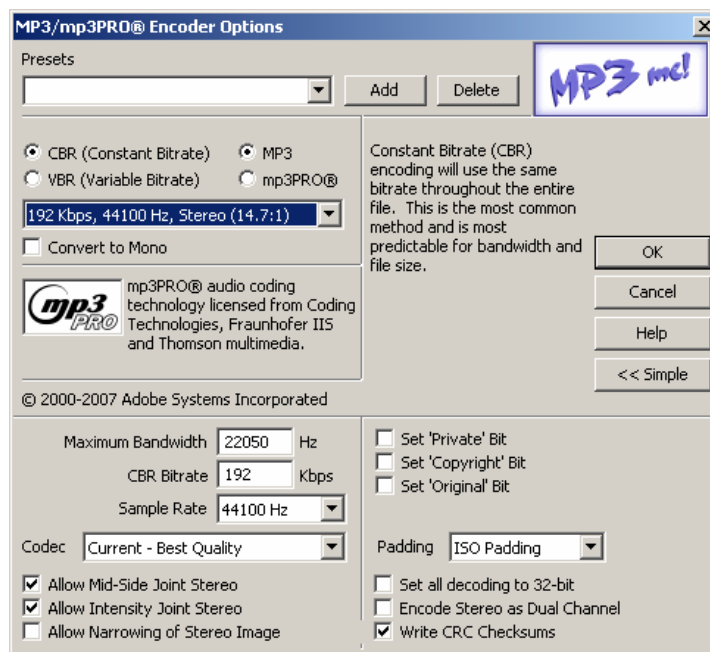 MP3/mp3PRO® Encoder Options
Presets
Add
Delete
MP3 me!
CBR (Constant Bitrate)
MP3
VBR (Variable Bitrate)
mp3PRO®
192 Kbps, 44100 Hz, Stereo (14.7:1)
Convert to Mono
Constant Bitrate (CBR)
encoding will use the same
bitrate throughout the entire
file. This is the most common
method and is most
predictable for bandwidth and
file size.
OK
Cancel
Help
<< Simple
mp3
PRO
mp3PRO® audio coding
technology licensed from Coding
Technologies, Fraunhofer IIS
and Thomson multimedia.
© 2000-2007 Adobe Systems Incorporated
Maximum Bandwidth 22050 Hz
CBR Bitrate 192 Kbps
Sample Rate 44100 Hz
Codec Current - Best Quality
Allow Mid-Side Joint Stereo
Allow Intensity Joint Stereo
Allow Narrowing of Stereo Image
Set 'Private' Bit
Set 'Copyright' Bit
Set 'Original' Bit
Padding ISO Padding
Set all decoding to 32-bit
Encode Stereo as Dual Channel
Write CRC Checksums